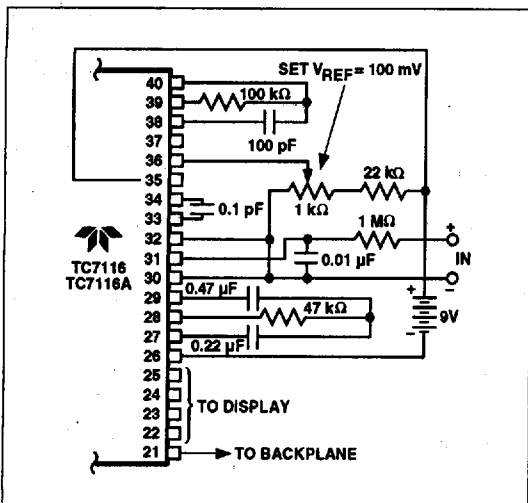 SET VREF = 100 mV
40
39
100 kΩ
38
100 pF
37
36
35
22 kΩ
34
0.1 pF
33
1 kΩ
32
1 MΩ
+
31
IN
0.01 µF
TC7116
TC7116A
30
–
29
0.47 µF
+
28
47 kΩ
9V
27
0.22 µF
–
26
25
24
TO DISPLAY
23
22
21
TO BACKPLANE